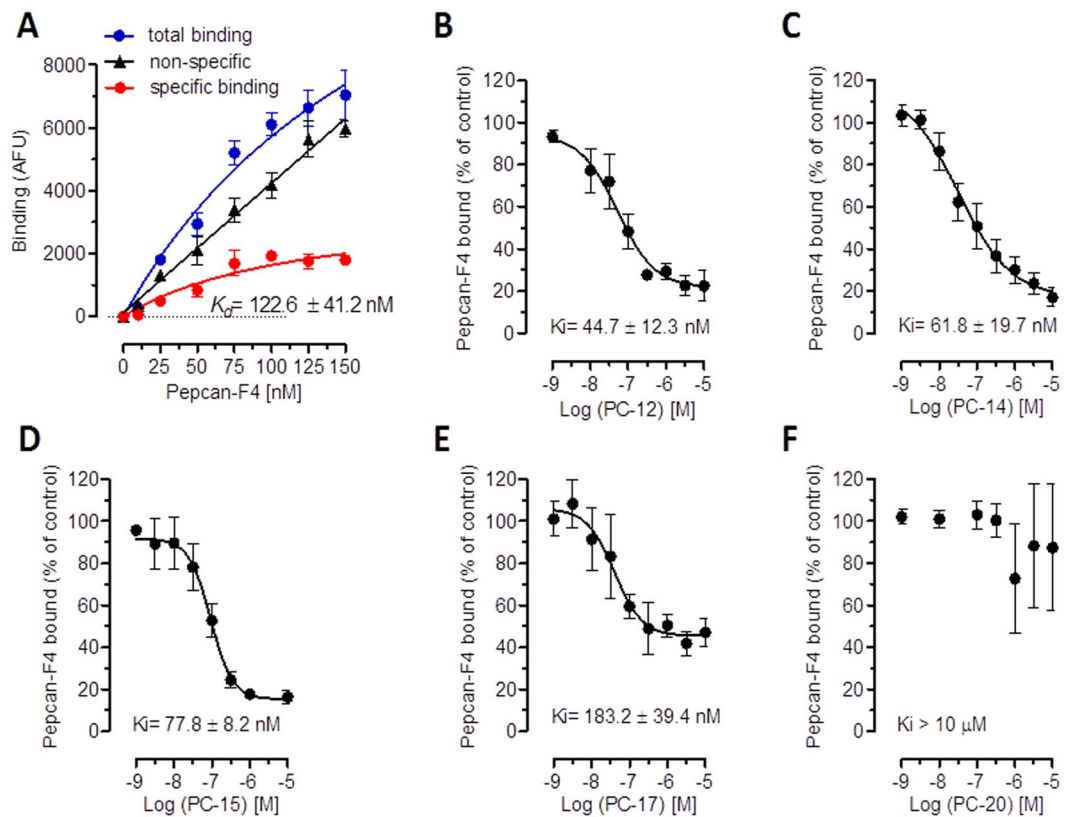 A
total binding
non-specific
specific binding
8000
6000
4000
2000
0
Binding (AFU)
Kd= 122.6 ± 41.2 nM
0 25 50 75 100 125 150
Pepcan-F4 [nM]
B
120
100
80
60
40
20
0
Pepcan-F4 bound (% of control)
Ki= 44.7 ± 12.3 nM
-9 -8 -7 -6 -5
Log (PC-12) [M]
C
120
100
80
60
40
20
0
Pepcan-F4 bound (% of control)
Ki= 61.8 ± 19.7 nM
-9 -8 -7 -6 -5
Log (PC-14) [M]
D
120
100
80
60
40
20
0
Pepcan-F4 bound (% of control)
Ki= 77.8 ± 8.2 nM
-9 -8 -7 -6 -5
Log (PC-15) [M]
E
120
100
80
60
40
20
0
Pepcan-F4 bound (% of control)
Ki= 183.2 ± 39.4 nM
-9 -8 -7 -6 -5
Log (PC-17) [M]
F
120
100
80
60
40
20
0
Pepcan-F4 bound (% of control)
Ki > 10 μM
-9 -8 -7 -6 -5
Log (PC-20) [M]